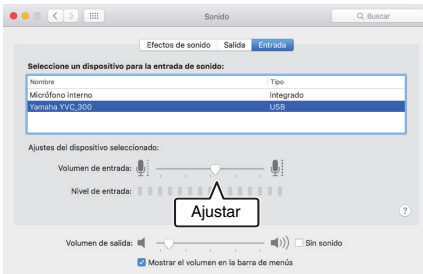 Sonido
Buscar
Efectos de sonido Salida Entrada
Seleccione un dispositivo para la entrada de sonido:
Nombre Tipo
Micrófono interno Integrado
Yamaha YVC_300 USB
Ajustes del dispositivo seleccionado:
Volumen de entrada:
Nivel de entrada:
Ajustar
?
Volumen de salida: Sin sonido
Mostrar el volumen en la barra de menús